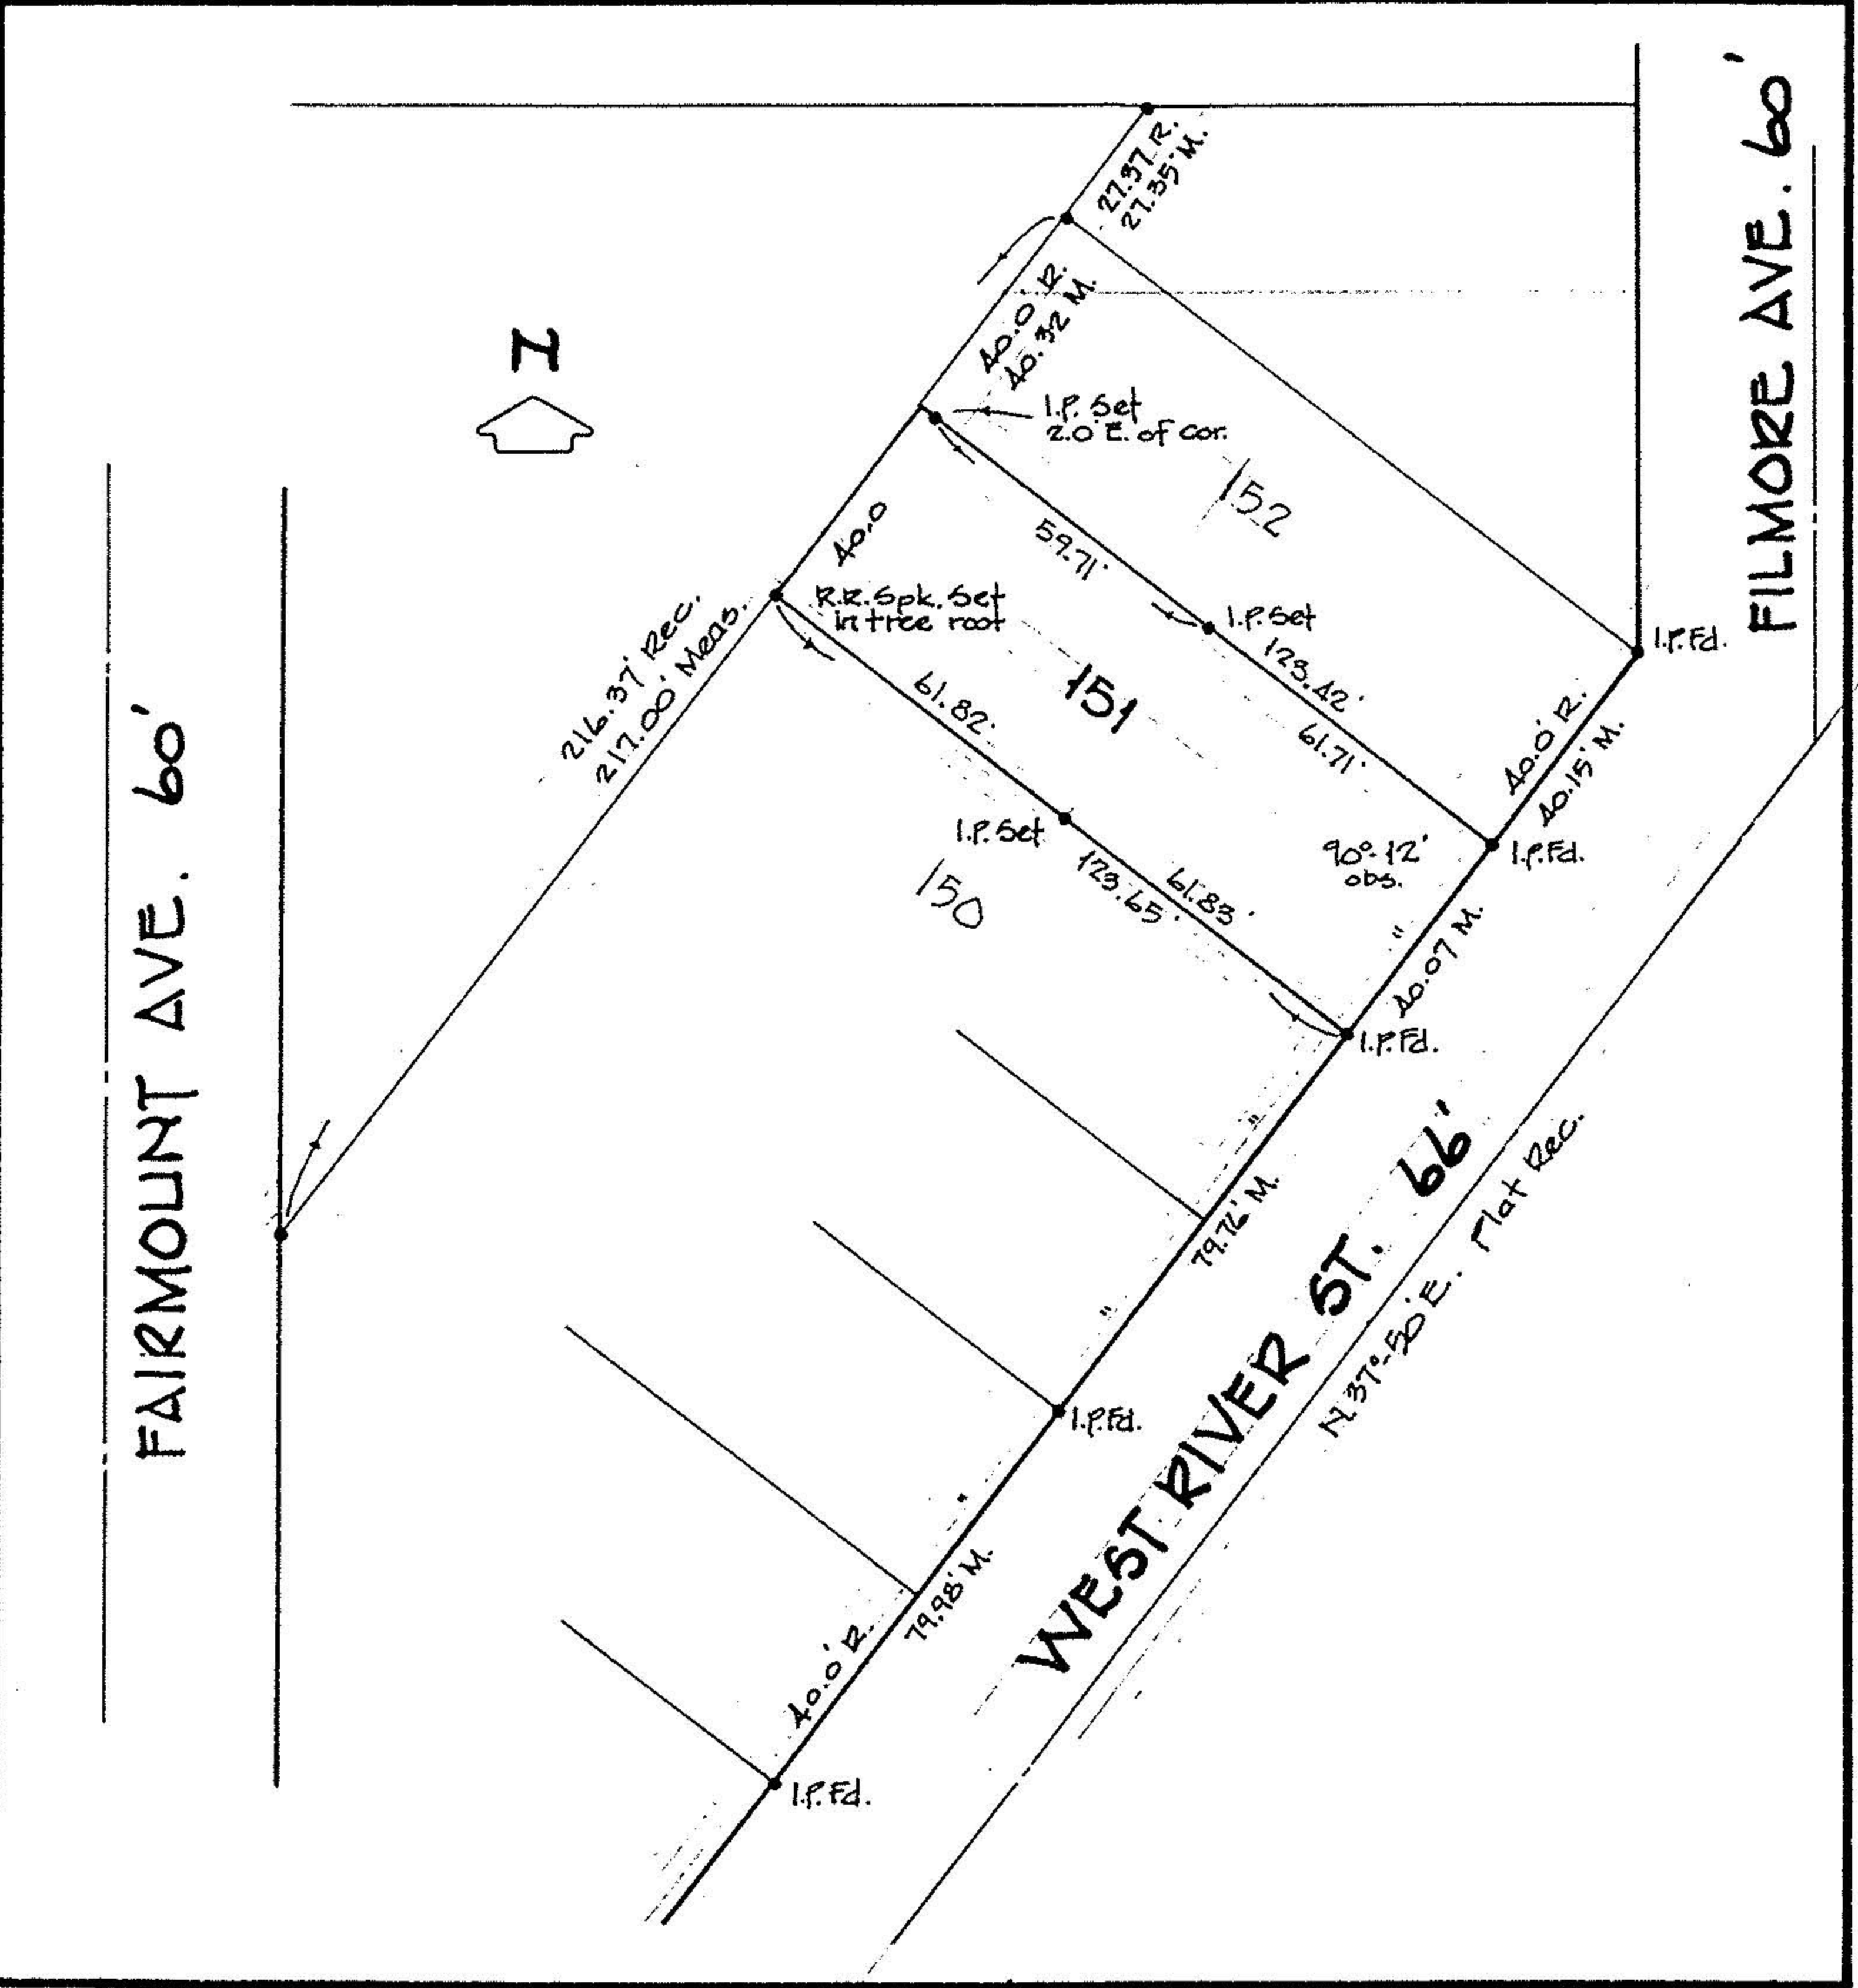 FAIRMOUNT AVE. 60'
FILMORE AVE. 60'
N
27.37 R.
27.35' M.
40.0' R.
40.32 M.
I.P. Set
2.0' E. of cor.
152
40.0
59.71'
R.R. Spk. Set
in tree root
I.P. Set
216.37' Rec.
217.00' Meas.
61.82'
151
123.42'
61.71'
I.P. Fd.
40.0' R.
40.15' M.
I.P. Set
90°-12'
obs.
I.P. Fd.
150
123.65'
61.83'
"
40.07 M.
I.P. Fd.
"
79.76' M.
"
I.P. Fd.
WEST RIVER ST. 66'
N. 37°-50' E. Plat Rec.
40.0' R.
79.98' M.
I.P. Fd.